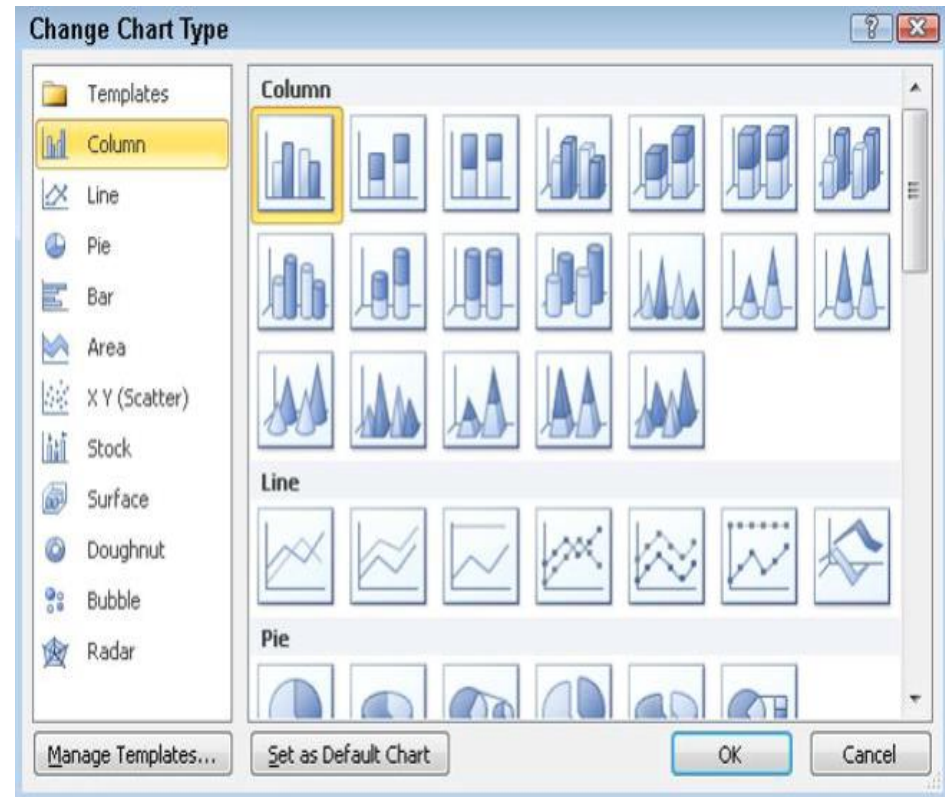 Change Chart Type
Templates
Column
Line
Pie
Bar
Area
X Y (Scatter)
Stock
Surface
Doughnut
Bubble
Radar
Column
Line
Pie
Manage Templates...
Set as Default Chart
OK
Cancel